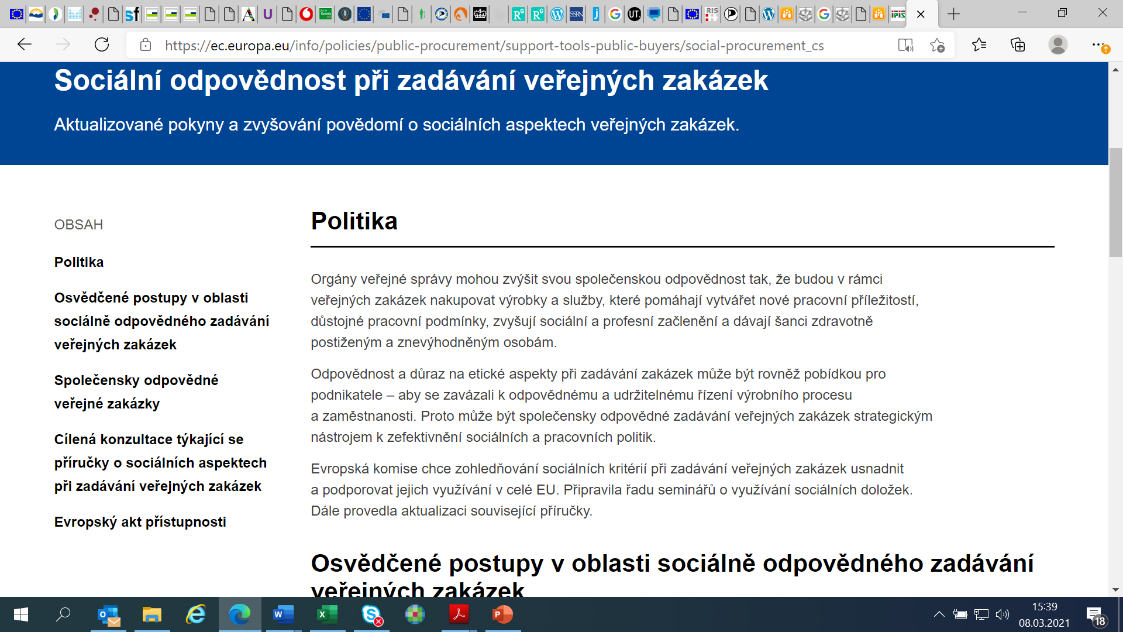 https://ec.europa.eu/info/policies/public-procurement/support-tools-public-buyers/social-procurement_cs
Sociální odpovědnost při zadávání veřejných zakázek
Aktualizované pokyny a zvyšování povědomí o sociálních aspektech veřejných zakázek.
OBSAH
Politika
Osvědčené postupy v oblasti
sociálně odpovědného zadávání
veřejných zakázek
Společensky odpovědné
veřejné zakázky
Cílená konzultace týkající se
příručky o sociálních aspektech
při zadávání veřejných zakázek
Evropský akt přístupnosti
Politika
Orgány veřejné správy mohou zvýšit svou společenskou odpovědnost tak, že budou v rámci
veřejných zakázek nakupovat výrobky a služby, které pomáhají vytvářet nové pracovní příležitostí,
důstojné pracovní podmínky, zvyšují sociální a profesní začlenění a dávají šanci zdravotně
postiženým a znevýhodněným osobám.
Odpovědnost a důraz na etické aspekty při zadávání zakázek může být rovněž pobídkou pro
podnikatele – aby se zavázali k odpovědnému a udržitelnému řízení výrobního procesu
a zaměstnanosti. Proto může být společensky odpovědné zadávání veřejných zakázek strategickým
nástrojem k zefektivnění sociálních a pracovních politik.
Evropská komise chce zohledňování sociálních kritérií při zadávání veřejných zakázek usnadnit
a podporovat jejich využívání v celé EU. Připravila řadu seminářů o využívání sociálních doložek.
Dále provedla aktualizaci související příručky.
Osvědčené postupy v oblasti sociálně odpovědného zadávání
veřejných zakázek
15:39
08.03.2021
18